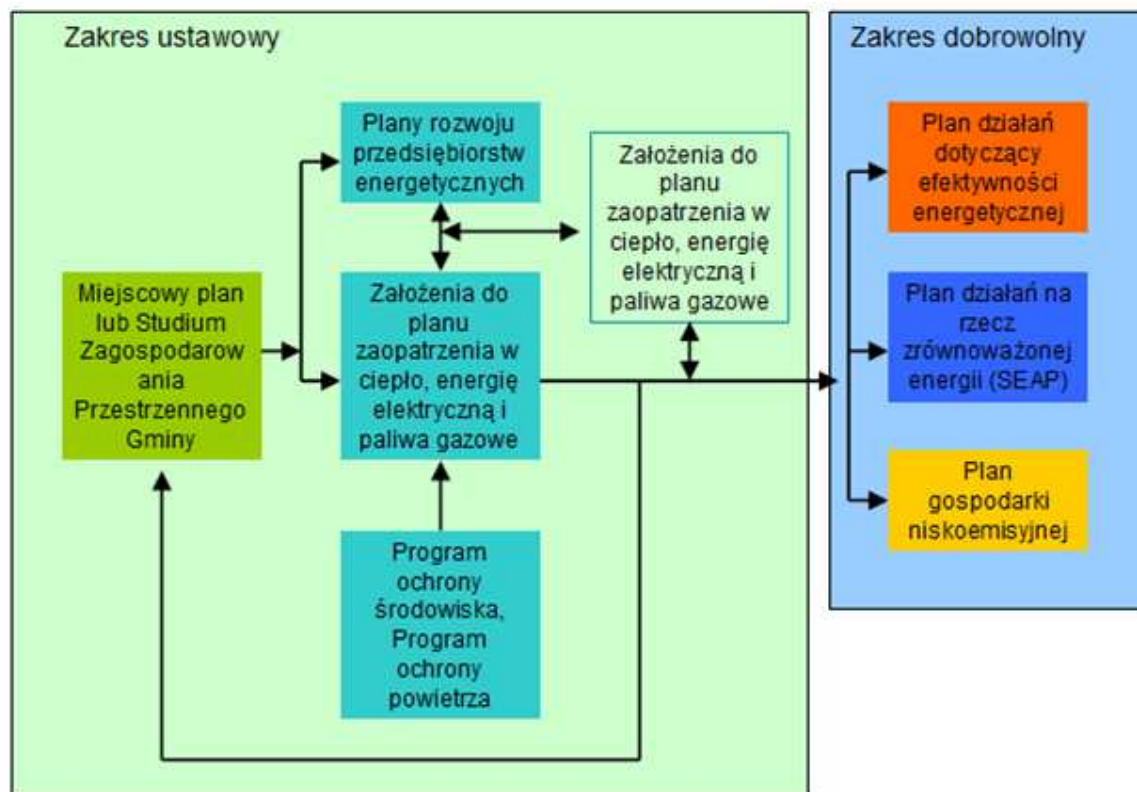 Zakres ustawowy
Zakres dobrowolny
Plany rozwoju
przedsiębiorstw
energetycznych
Założenia do
planu
zaopatrzenia w
ciepło, energię
elektryczną i
paliwa gazowe
Plan działań
dotyczący
efektywności
energetycznej
Miejscowy plan
lub Studium
Zagospodarow
ania
Przestrzennego
Gminy
Założenia do
planu
zaopatrzenia w
ciepło, energię
elektryczną i
paliwa gazowe
Plan działań na
rzecz
zrównoważonej
energii (SEAP)
Program
ochrony
środowiska,
Program
ochrony
powietrza
Plan
gospodarki
niskoemisyjnej